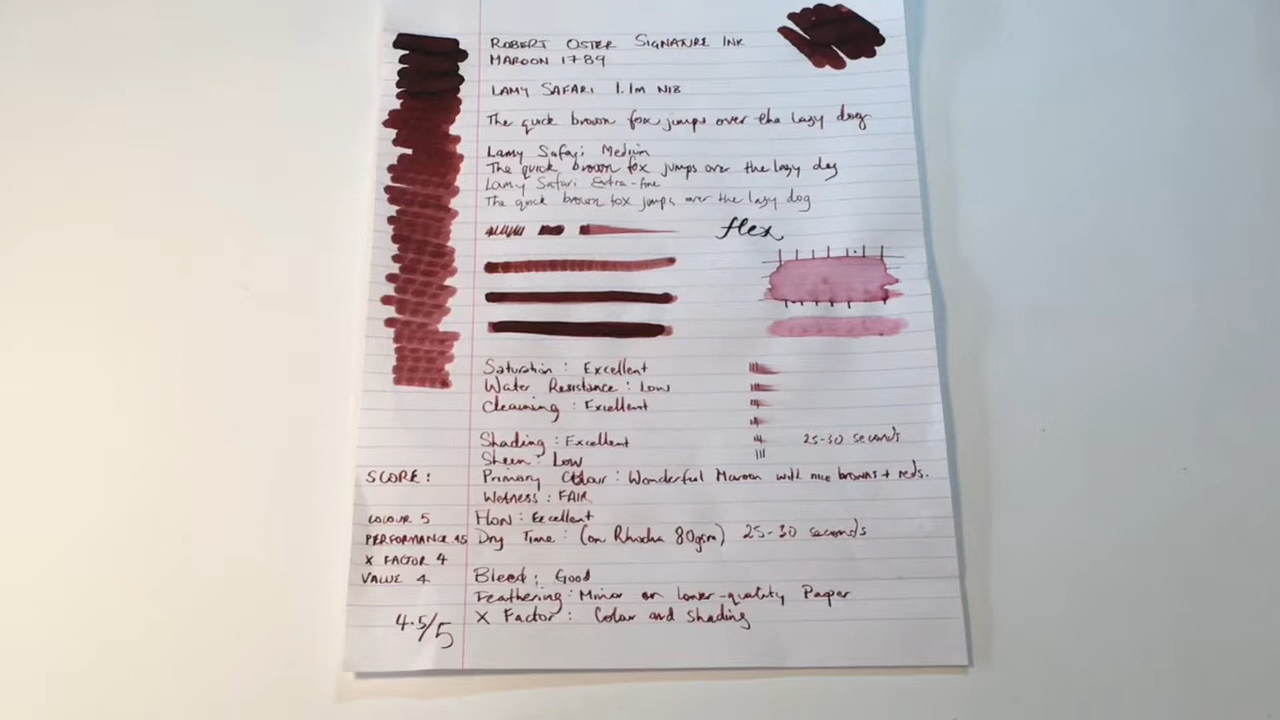 ROBERT OSTER SIGNATURE INK
MAROON 1789
LAMY SAFARI 1.1m NIB
The quick brown fox jumps over the lazy dog
Lamy Safari Medium
The quick brown fox jumps over the lazy dog
Lamy Safari Extra-fine
The quick brown fox jumps over the lazy dog
flex
Saturation : Excellent
Water Resistance : Low
Cleaning : Excellent
Shading : Excellent
25-30 seconds
Sheen : Low
SCORE :
Primary Colour : Wonderful Maroon with nice browns + reds.
Wetness : FAIR
COLOUR 5
Flow : Excellent
PERFORMANCE 4.5
Dry Time : (on Rhodia 80gsm) 25-30 seconds
X FACTOR 4
VALUE 4
Bleed : Good
Feathering : Minor on lower-quality Paper
4.5/5
X Factor : Colour and shading